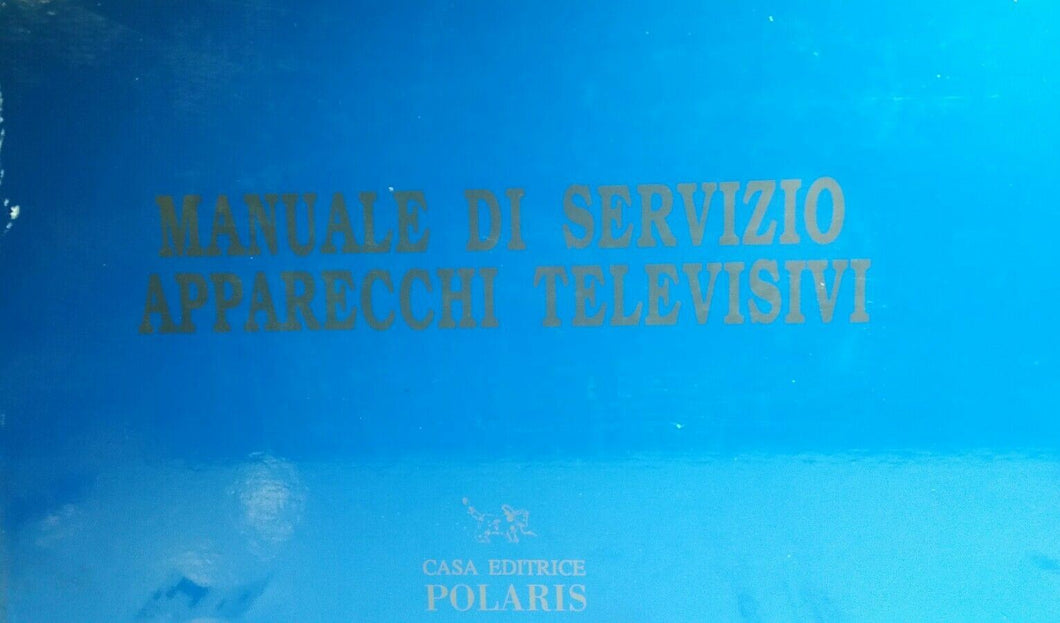 MANUALE DI SERVIZIO
APPARECCHI TELEVISIVI
CASA EDITRICE
POLARIS